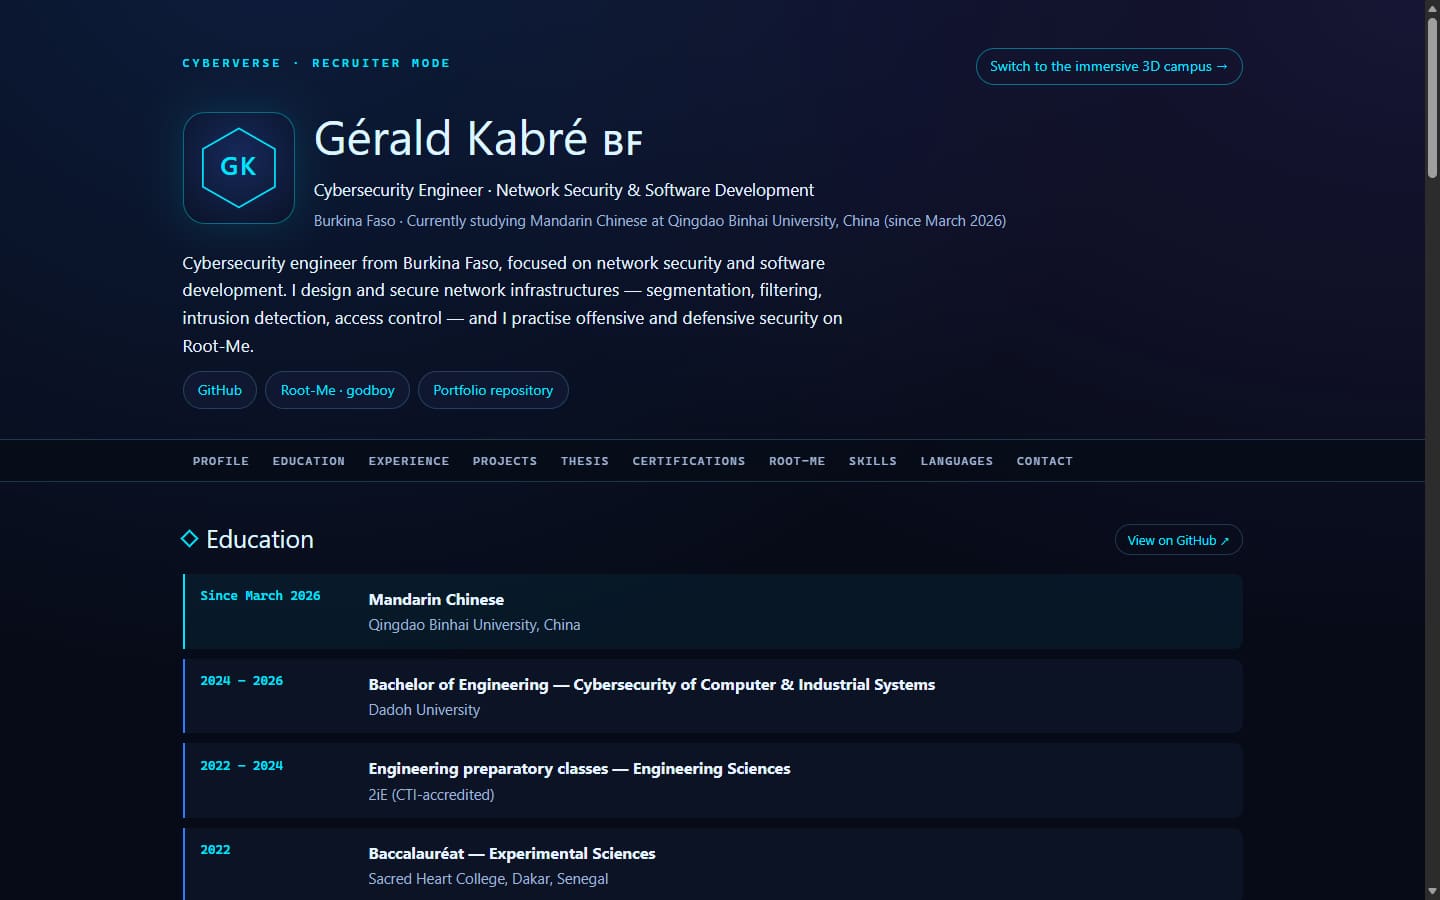 CYBERVERSE · RECRUITER MODE
Switch to the immersive 3D campus →
GK
Gérald Kabré BF
Cybersecurity Engineer · Network Security & Software Development
Burkina Faso · Currently studying Mandarin Chinese at Qingdao Binhai University, China (since March 2026)
Cybersecurity engineer from Burkina Faso, focused on network security and software
development. I design and secure network infrastructures — segmentation, filtering,
intrusion detection, access control — and I practise offensive and defensive security on
Root-Me.
GitHub
Root-Me · godboy
Portfolio repository
PROFILE EDUCATION EXPERIENCE PROJECTS THESIS CERTIFICATIONS ROOT-ME SKILLS LANGUAGES CONTACT
Education
View on GitHub ↗
Since March 2026
Mandarin Chinese
Qingdao Binhai University, China
2024 – 2026
Bachelor of Engineering — Cybersecurity of Computer & Industrial Systems
Dadoh University
2022 – 2024
Engineering preparatory classes — Engineering Sciences
2iE (CTI-accredited)
2022
Baccalauréat — Experimental Sciences
Sacred Heart College, Dakar, Senegal